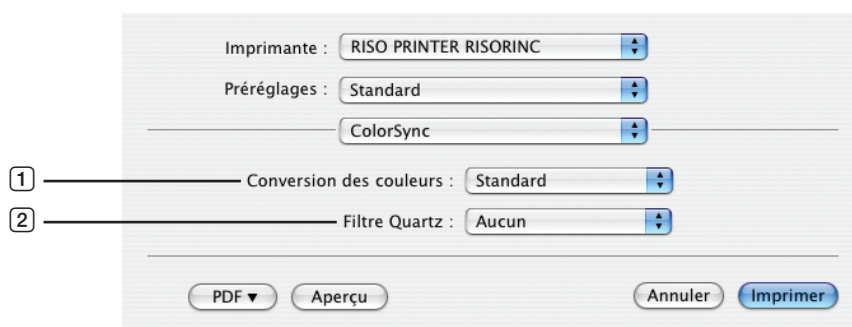 Imprimante : RISO PRINTER RISORINC
Préréglages : Standard
ColorSync
1 Conversion des couleurs : Standard
2 Filtre Quartz : Aucun
PDF ▼ Aperçu Annuler Imprimer